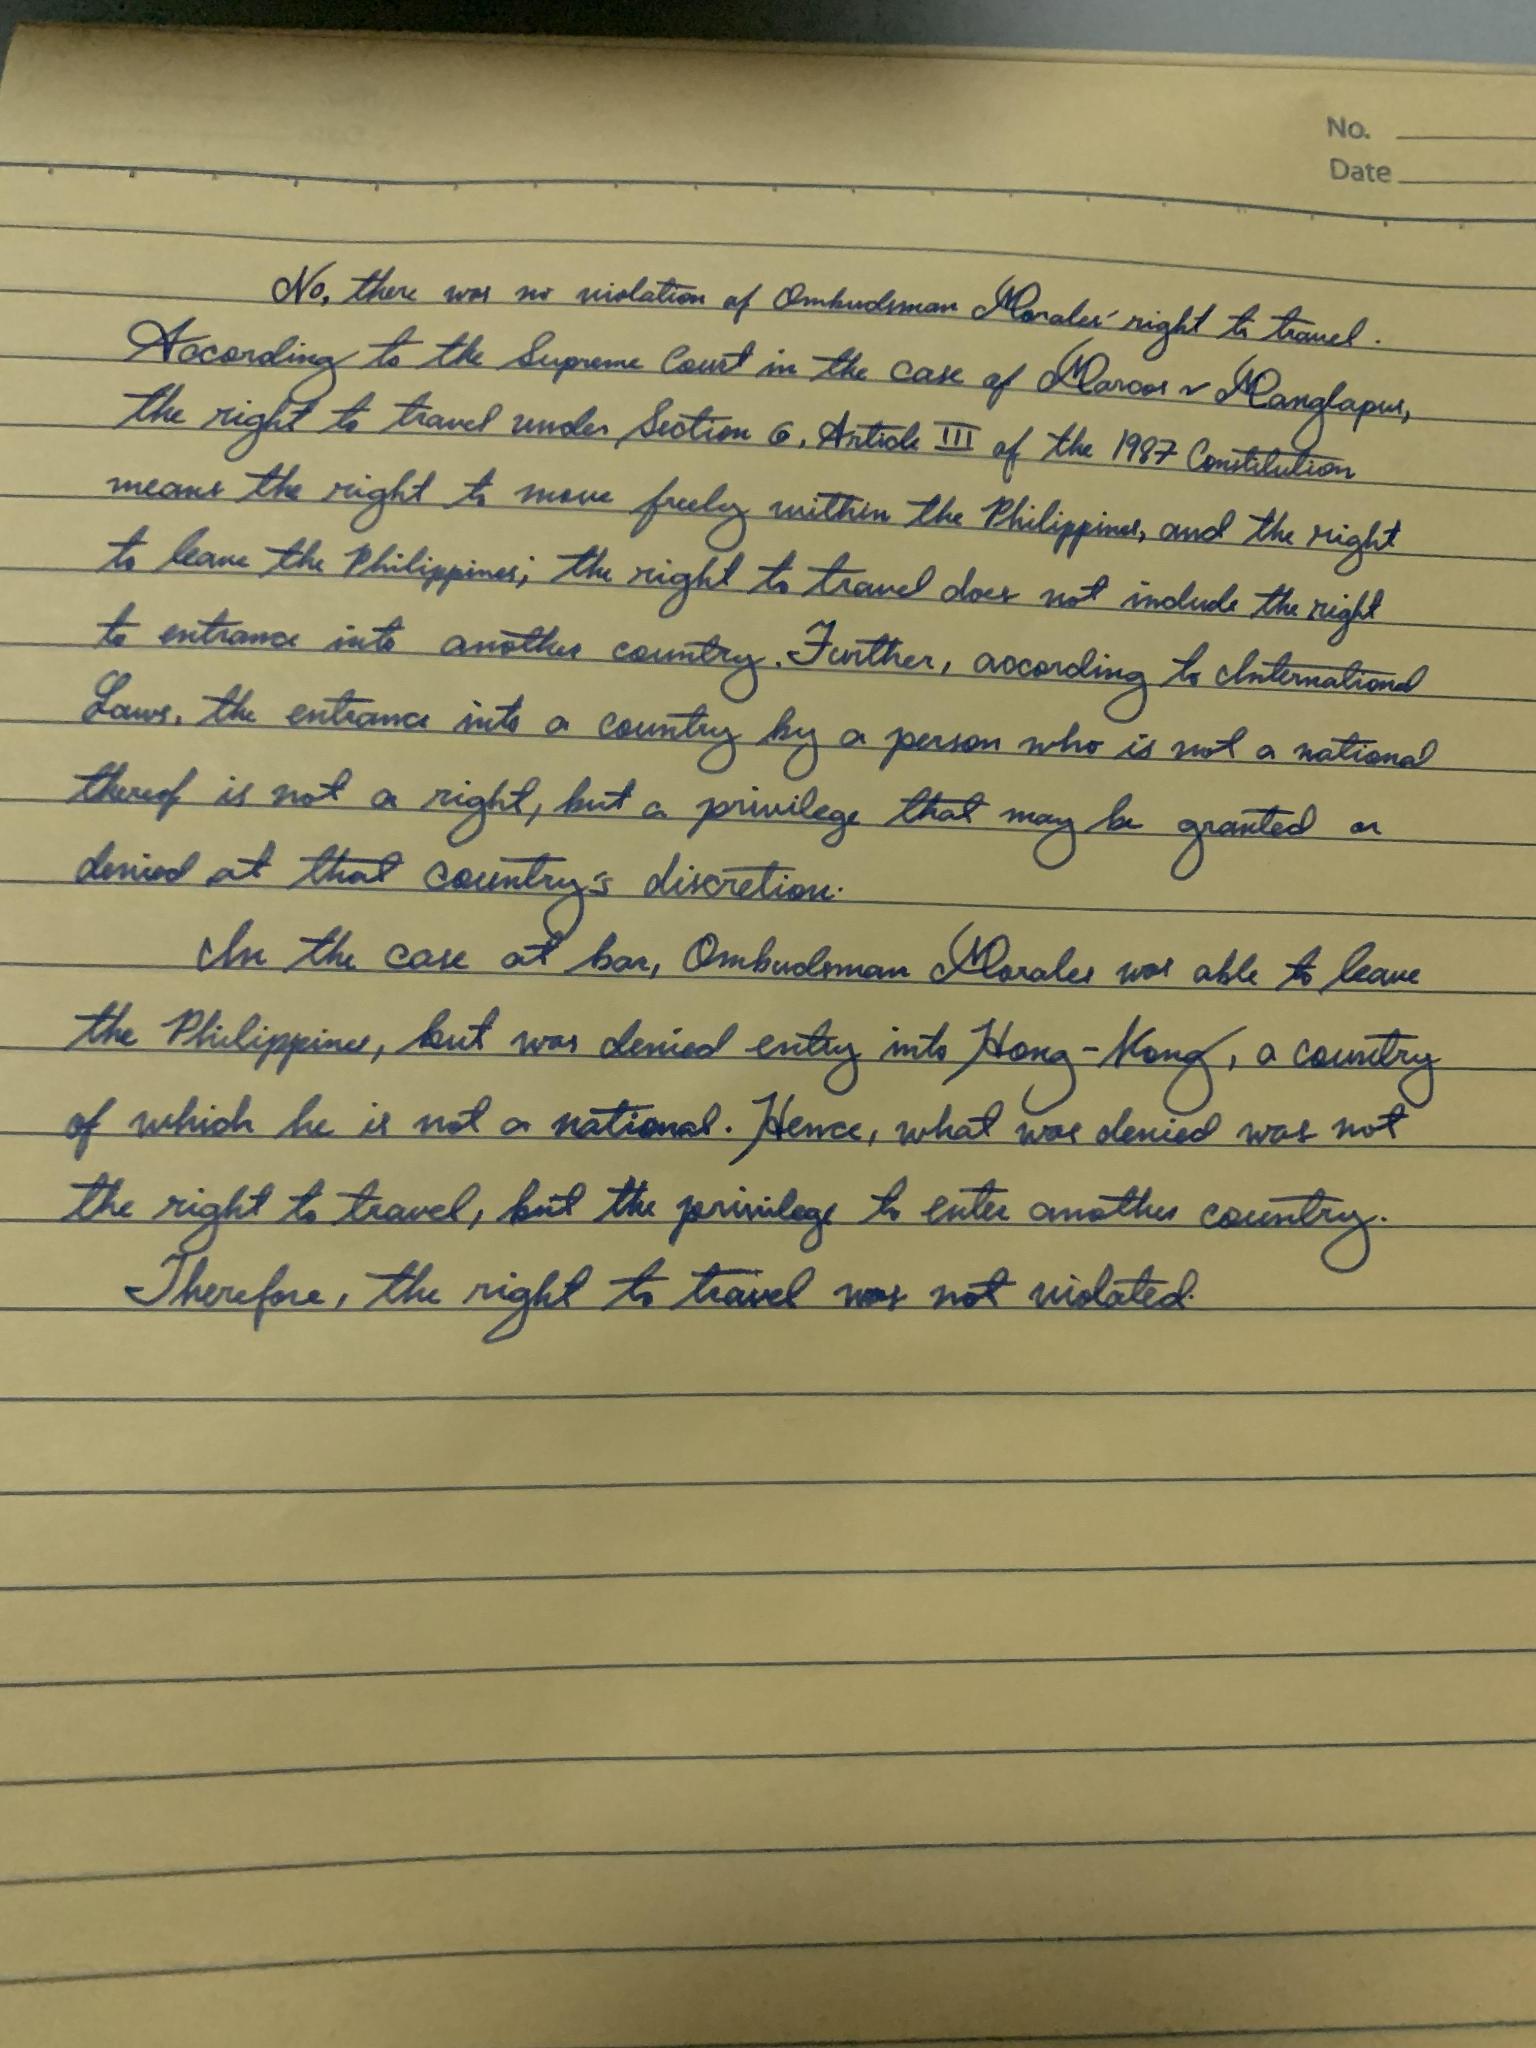 No.
Date
No, there was no violation of Ombudsman Morales' right to travel.
According to the Supreme Court in the case of Marcos v Manglapus,
the right to travel under Section 6, Article III of the 1987 Constitution
means the right to move freely within the Philippines, and the right
to leave the Philippines; the right to travel does not include the right
to entrance into another country. Further, according to International
Laws, the entrance into a country by a person who is not a national
thereof is not a right, but a privilege that may be granted or
denied at that country's discretion.
In the case at bar, Ombudsman Morales was able to leave
the Philippines, but was denied entry into Hong-Kong, a country
of which he is not a national. Hence, what was denied was not
the right to travel, but the privilege to enter another country.
Therefore, the right to travel was not violated.